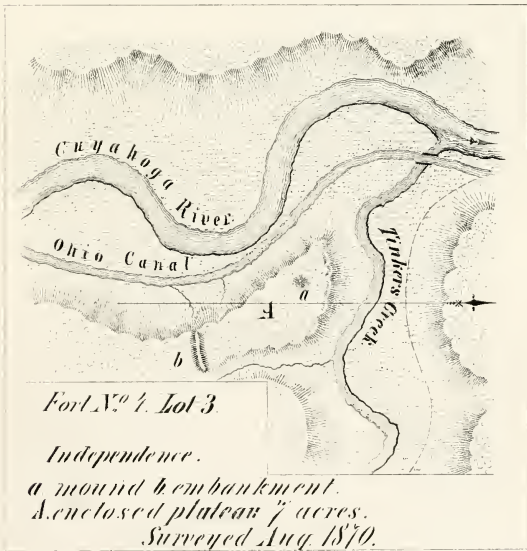 Cuyahoga River
Ohio Canal
Tinkers Creek
a
A
b
Fort No 4. Lot 3.
Independence.
a mound b embankment.
A enclosed plateau 7 acres.
Surveyed Aug. 1870.